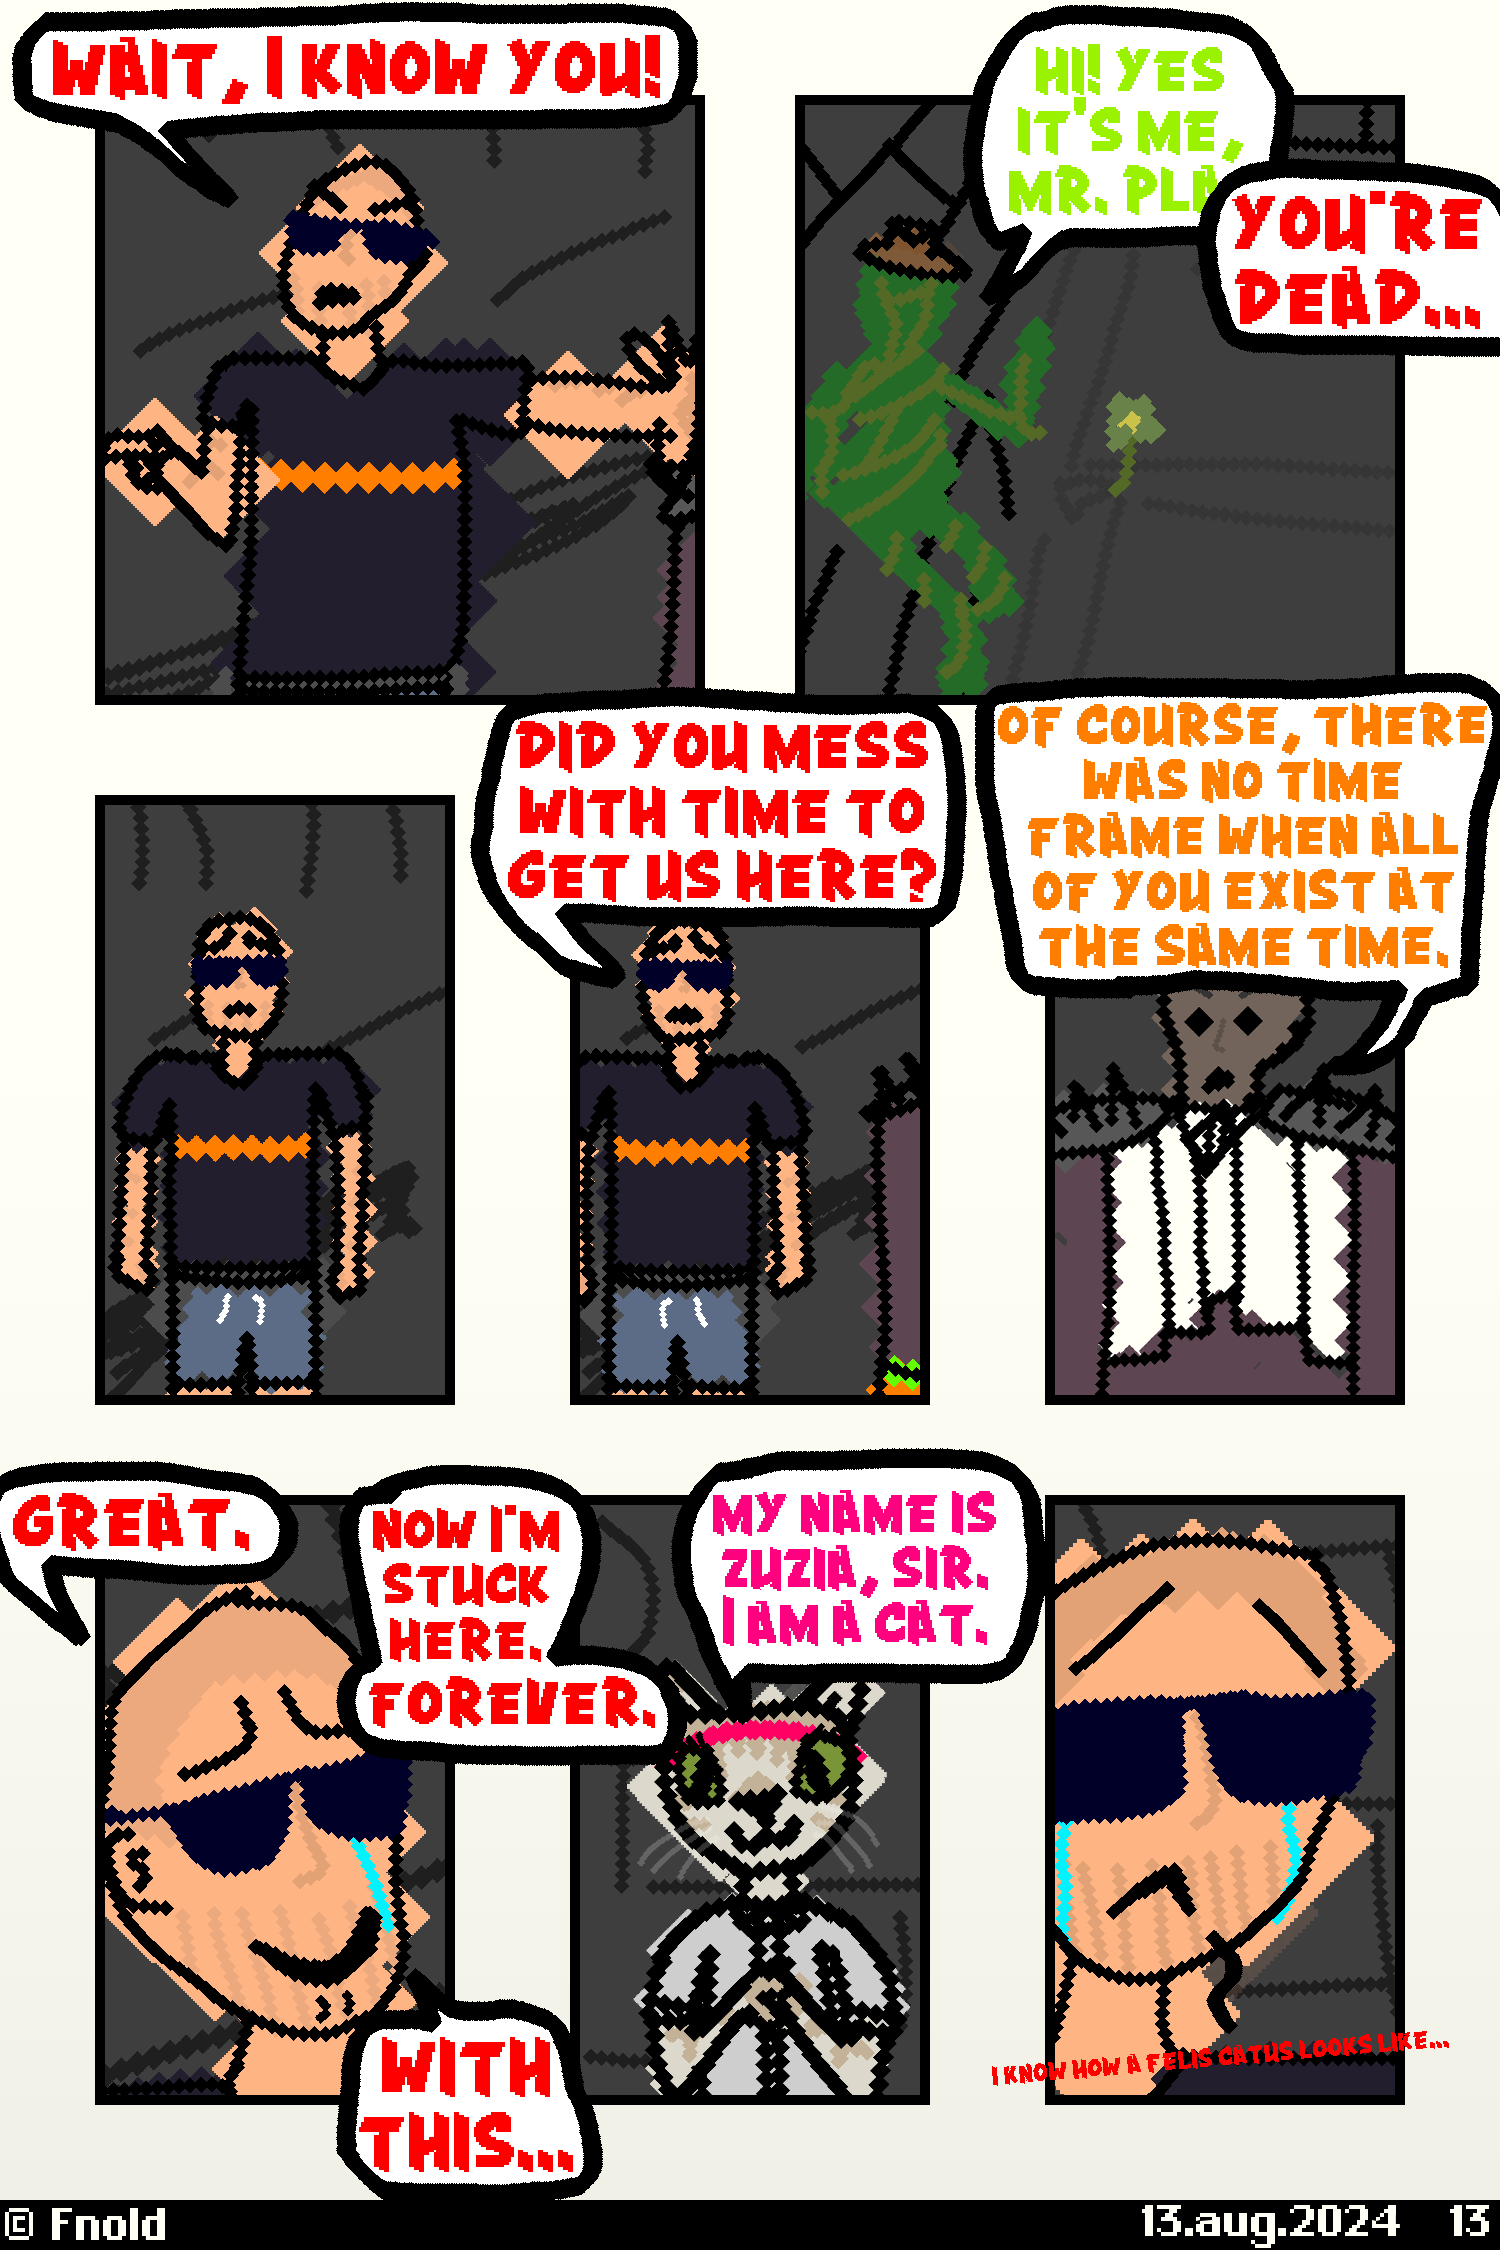 WAIT, I KNOW YOU!
HI! YES
IT'S ME,
MR. PLA
YOU'RE
DEAD...
DID YOU MESS
WITH TIME TO
GET US HERE?
OF COURSE, THERE
WAS NO TIME
FRAME WHEN ALL
OF YOU EXIST AT
THE SAME TIME.
GREAT.
NOW I'M
STUCK
HERE.
FOREVER.
WITH
THIS...
MY NAME IS
ZUZIA, SIR.
I AM A CAT.
I KNOW HOW A FELIS CATUS LOOKS LIKE...
© Fnold
13.aug.2024 13